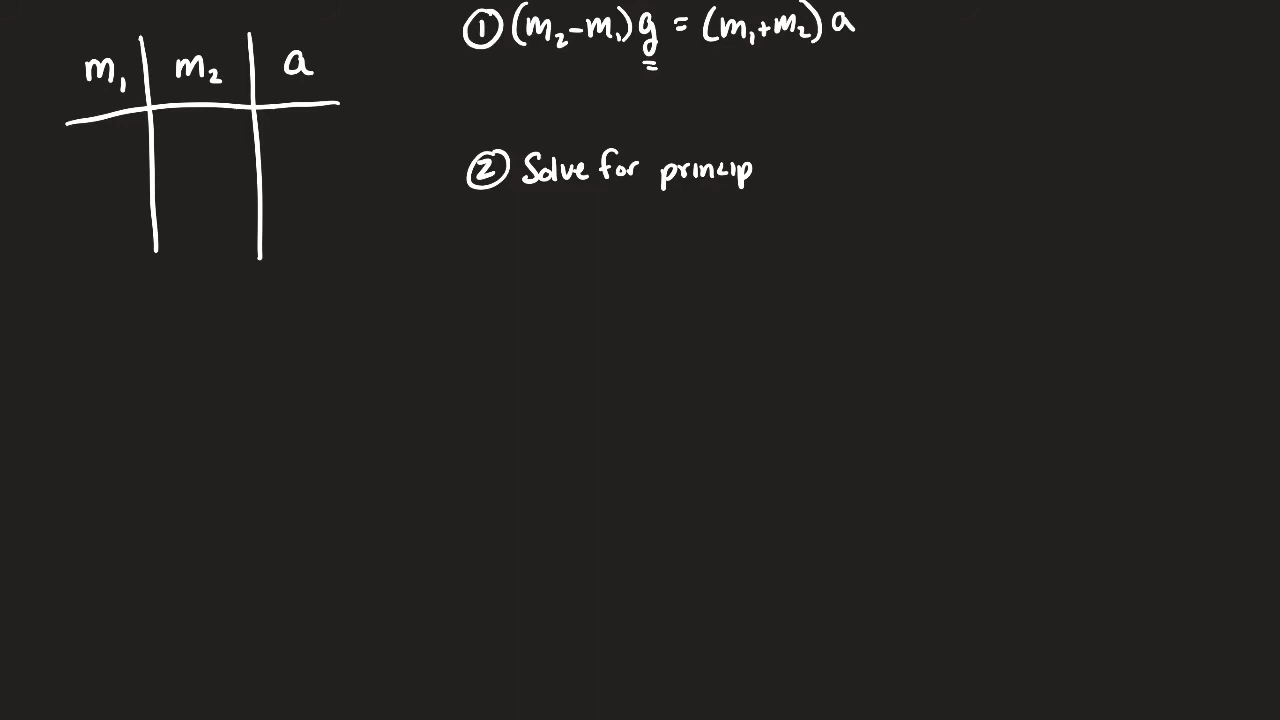 m₁ m₂ a
① (m₂-m₁)g = (m₁+m₂)a
② Solve for princip